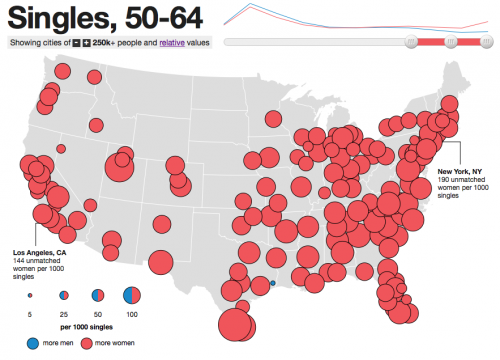 Singles, 50-64
Showing cities of 250k+ people and relative values
New York, NY
190 unmatched
women per 1000
singles
Los Angeles, CA
144 unmatched
women per 1000
singles
5 25 50 100
per 1000 singles
more men more women